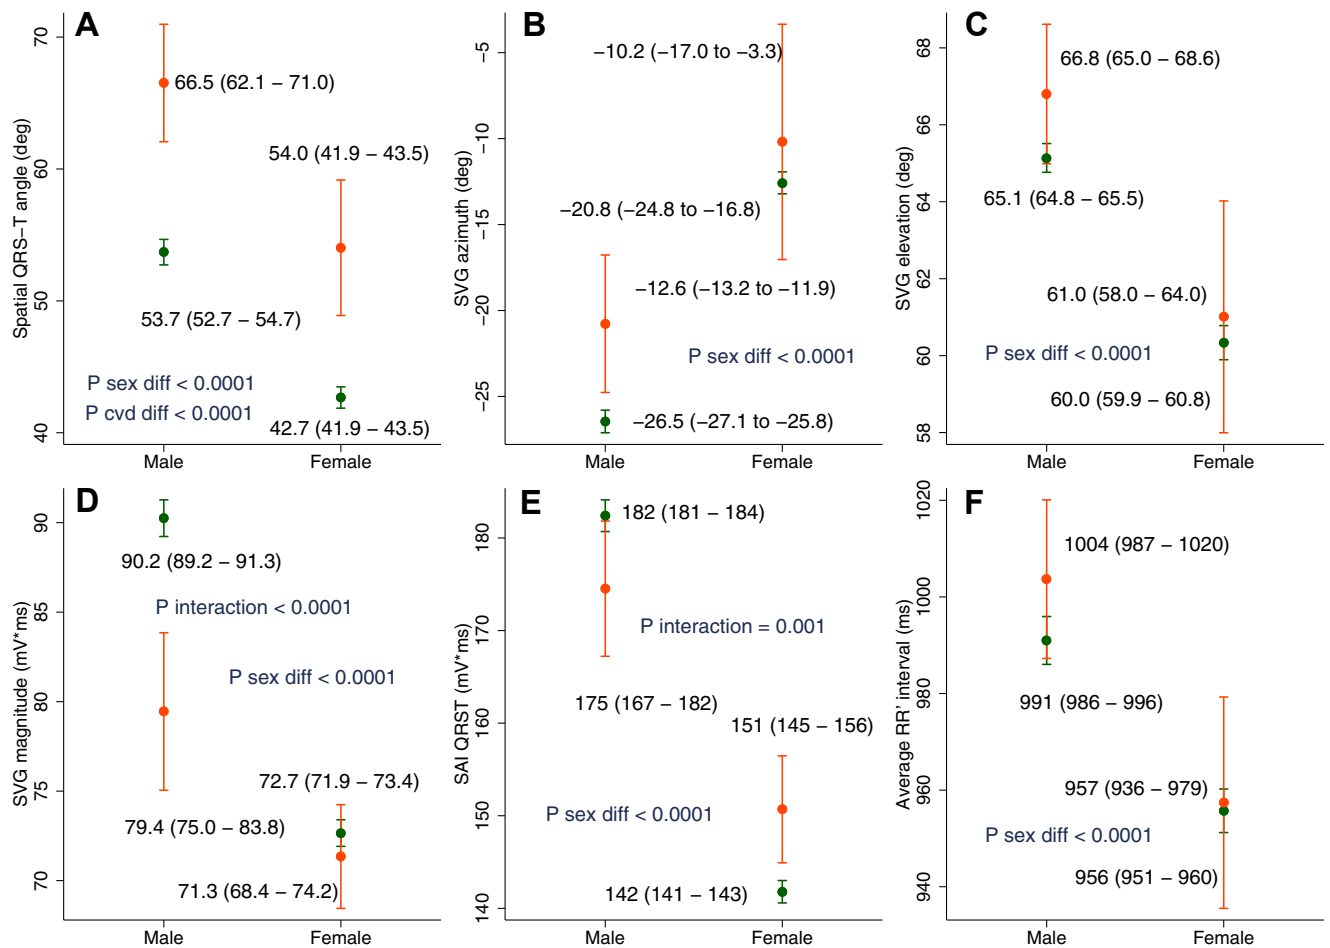 A
Spatial QRS−T angle (deg)
70
60
50
40
66.5 (62.1 − 71.0)
54.0 (41.9 − 43.5)
53.7 (52.7 − 54.7)
P sex diff < 0.0001
P cvd diff < 0.0001
42.7 (41.9 − 43.5)
Male
Female
B
SVG azimuth (deg)
−5
−10
−15
−20
−25
−10.2 (−17.0 to −3.3)
−20.8 (−24.8 to −16.8)
−12.6 (−13.2 to −11.9)
P sex diff < 0.0001
−26.5 (−27.1 to −25.8)
Male
Female
C
SVG elevation (deg)
68
66
64
62
60
58
66.8 (65.0 − 68.6)
65.1 (64.8 − 65.5)
61.0 (58.0 − 64.0)
P sex diff < 0.0001
60.0 (59.9 − 60.8)
Male
Female
D
SVG magnitude (mV*ms)
90
85
80
75
70
90.2 (89.2 − 91.3)
P interaction < 0.0001
P sex diff < 0.0001
72.7 (71.9 − 73.4)
79.4 (75.0 − 83.8)
71.3 (68.4 − 74.2)
Male
Female
E
SAI QRST (mV*ms)
180
170
160
150
140
182 (181 − 184)
P interaction = 0.001
175 (167 − 182)
151 (145 − 156)
P sex diff < 0.0001
142 (141 − 143)
Male
Female
F
Average RR' interval (ms)
1020
1000
980
960
940
1004 (987 − 1020)
991 (986 − 996)
957 (936 − 979)
P sex diff < 0.0001
956 (951 − 960)
Male
Female